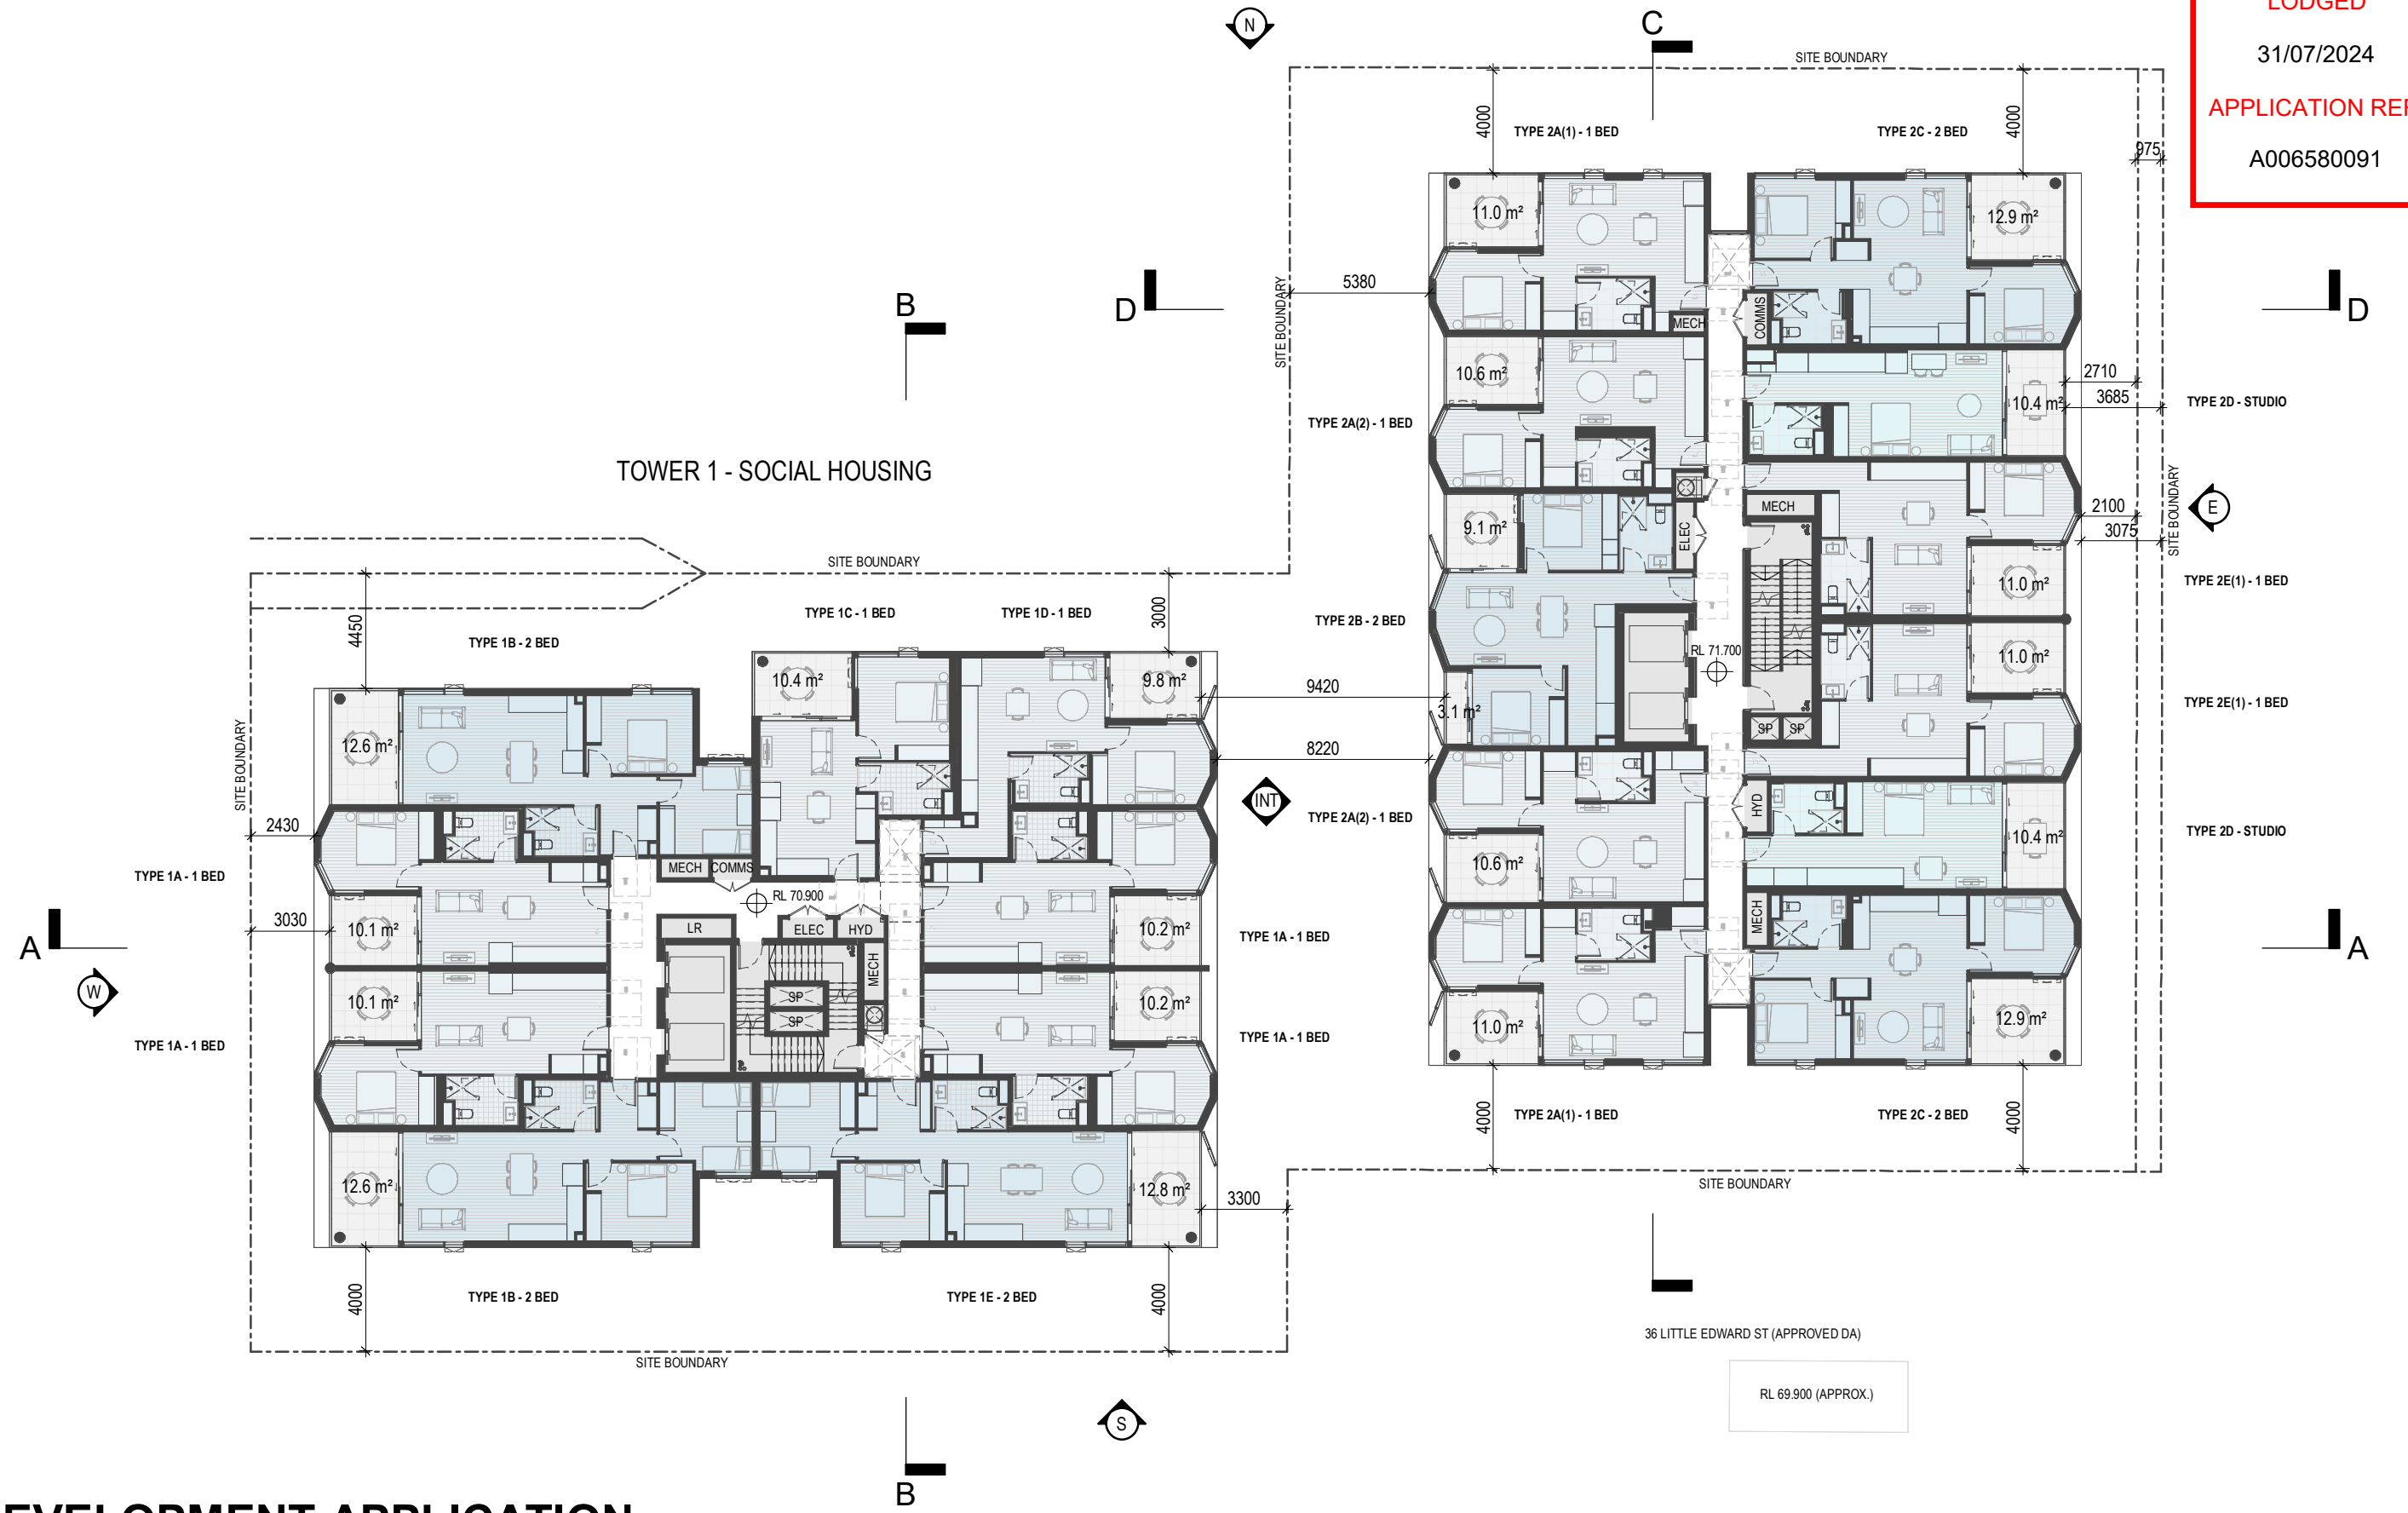 LODGED
31/07/2024
APPLICATION REF
A006580091
N
C
SITE BOUNDARY
4000
TYPE 2A(1) - 1 BED
TYPE 2C - 2 BED
4000
975
11.0 m²
12.9 m²
SITE BOUNDARY
5380
B
D
D
MECH
COMMS
10.6 m²
2710
3685
10.4 m²
TYPE 2D - STUDIO
TYPE 2A(2) - 1 BED
TOWER 1 - SOCIAL HOUSING
9.1 m²
ELEC
MECH
2100
3075
E
SITE BOUNDARY
SITE BOUNDARY
11.0 m²
TYPE 2E(1) - 1 BED
4450
TYPE 1B - 2 BED
TYPE 1C - 1 BED
TYPE 1D - 1 BED
3000
TYPE 2B - 2 BED
RL 71.700
11.0 m²
10.4 m²
9.8 m²
9420
3.1 m²
TYPE 2E(1) - 1 BED
SP
SP
SITE BOUNDARY
12.6 m²
8220
INT
HYD
2430
TYPE 2A(2) - 1 BED
10.4 m²
TYPE 2D - STUDIO
TYPE 1A - 1 BED
MECH
COMMS
10.6 m²
RL 70.900
MECH
A
3030
10.1 m²
LR
ELEC
HYD
10.2 m²
TYPE 1A - 1 BED
A
W
MECH
10.1 m²
SP
SP
10.2 m²
11.0 m²
12.9 m²
TYPE 1A - 1 BED
TYPE 1A - 1 BED
4000
TYPE 2A(1) - 1 BED
TYPE 2C - 2 BED
4000
12.6 m²
12.8 m²
3300
SITE BOUNDARY
4000
TYPE 1B - 2 BED
TYPE 1E - 2 BED
4000
36 LITTLE EDWARD ST (APPROVED DA)
SITE BOUNDARY
RL 69.900 (APPROX.)
S
B
EVELOPMENT APPLICATION